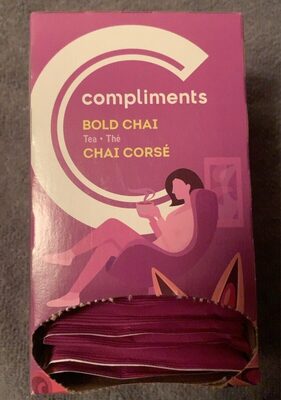 compliments
BOLD CHAI
Tea • Thé
CHAI CORSÉ